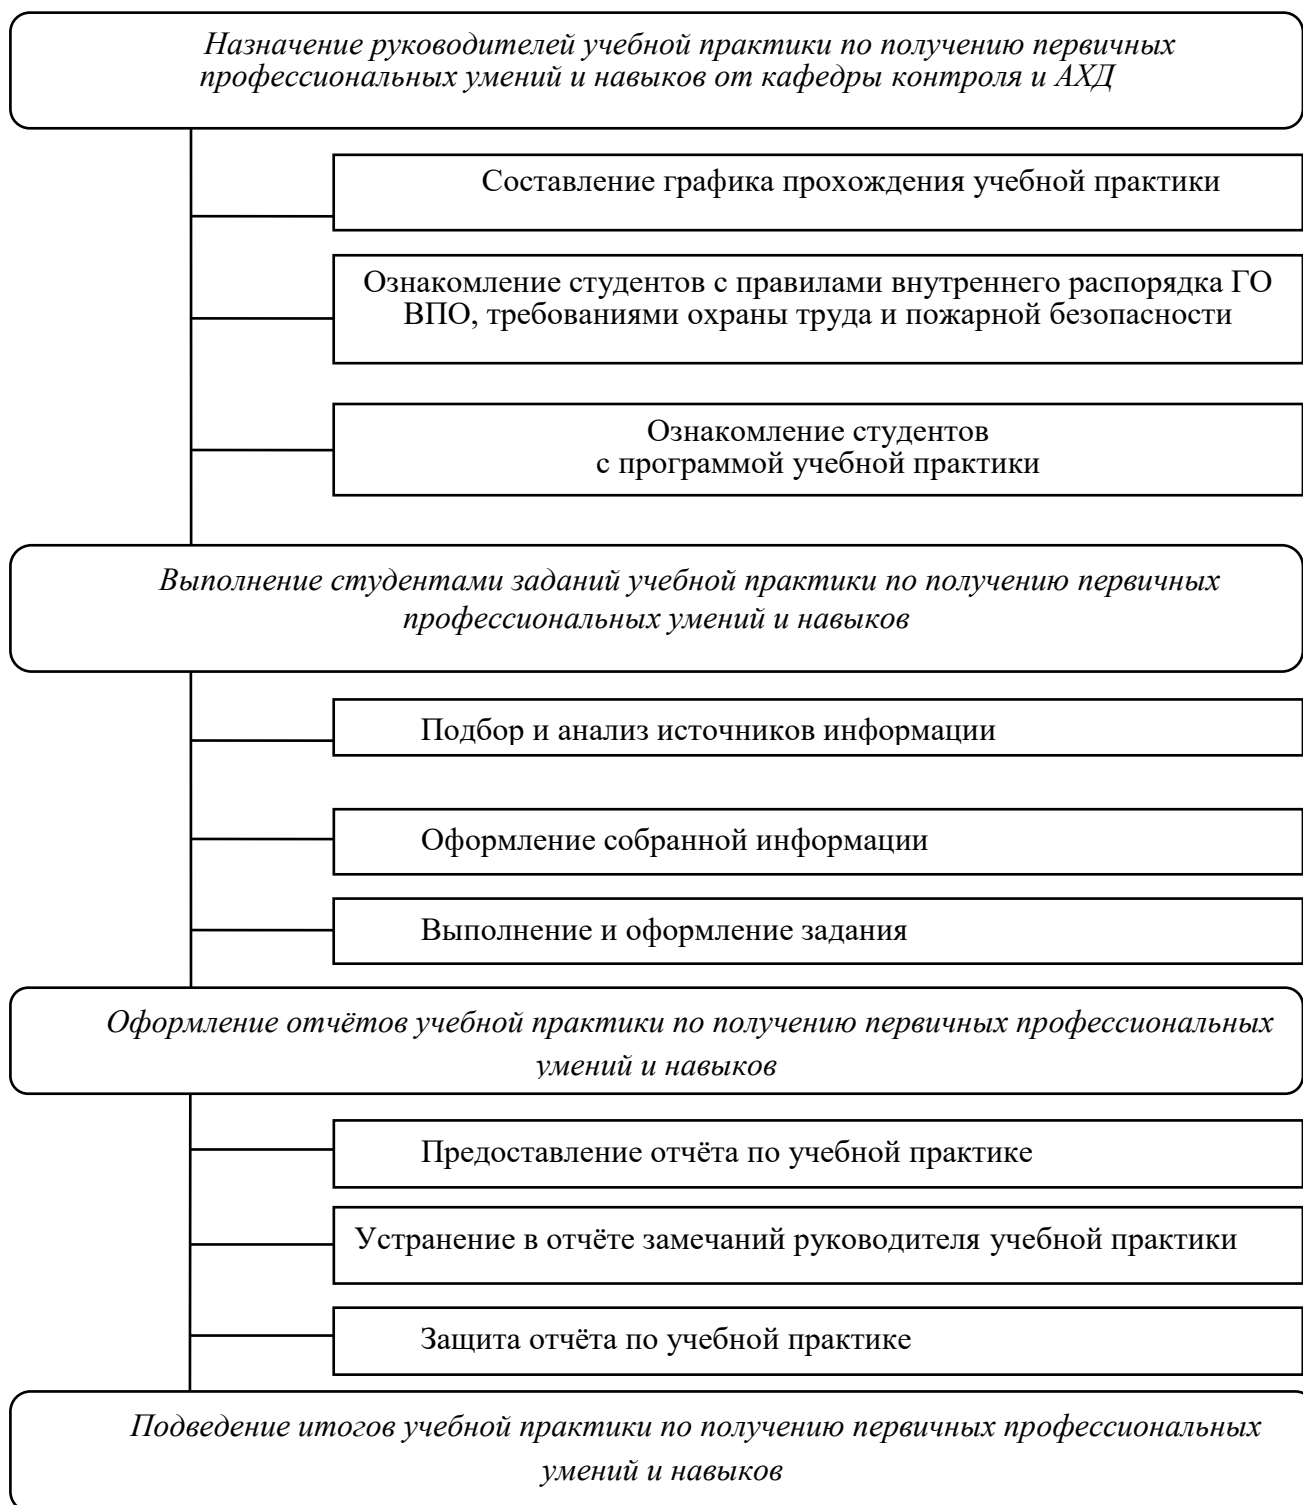 Назначение руководителей учебной практики по получению первичных
профессиональных умений и навыков от кафедры контроля и АХД
Составление графика прохождения учебной практики
Ознакомление студентов с правилами внутреннего распорядка ГО
ВПО, требованиями охраны труда и пожарной безопасности
Ознакомление студентов
с программой учебной практики
Выполнение студентами заданий учебной практики по получению первичных
профессиональных умений и навыков
Подбор и анализ источников информации
Оформление собранной информации
Выполнение и оформление задания
Оформление отчётов учебной практики по получению первичных профессиональных
умений и навыков
Предоставление отчёта по учебной практике
Устранение в отчёте замечаний руководителя учебной практики
Защита отчёта по учебной практике
Подведение итогов учебной практики по получению первичных профессиональных
умений и навыков